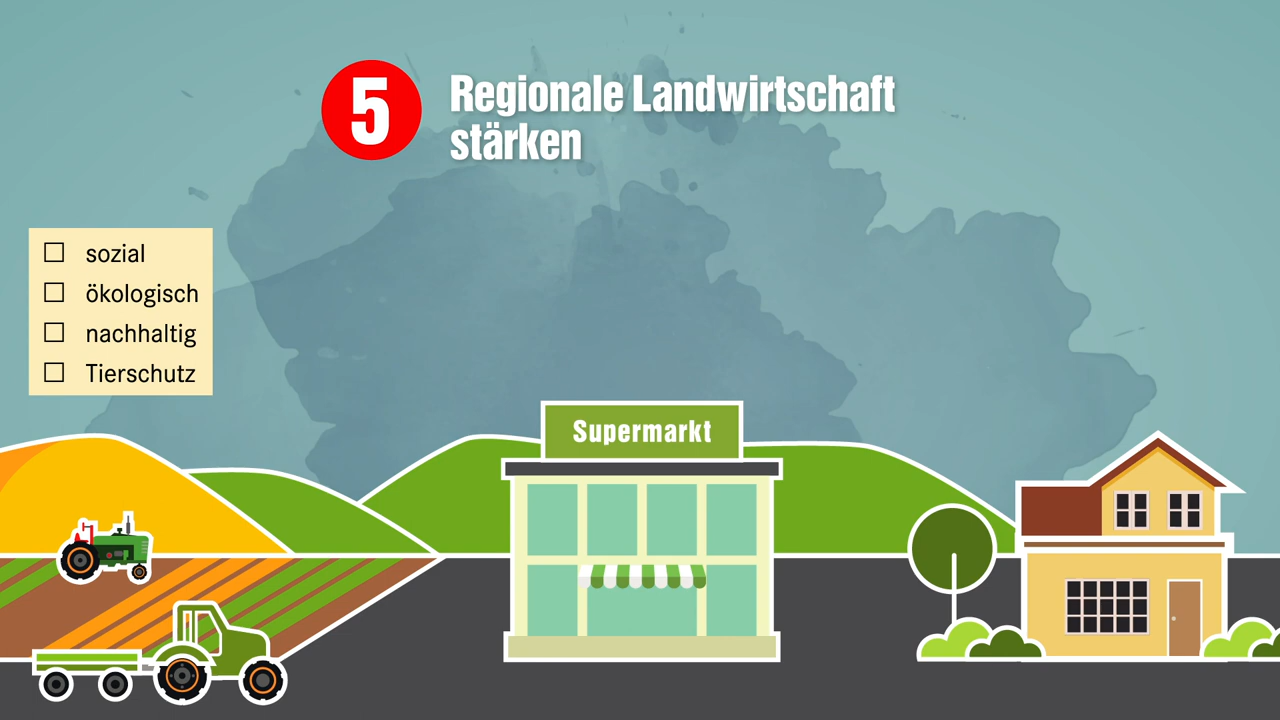 5
Regionale Landwirtschaft
stärken
sozial
ökologisch
nachhaltig
Tierschutz
Supermarkt